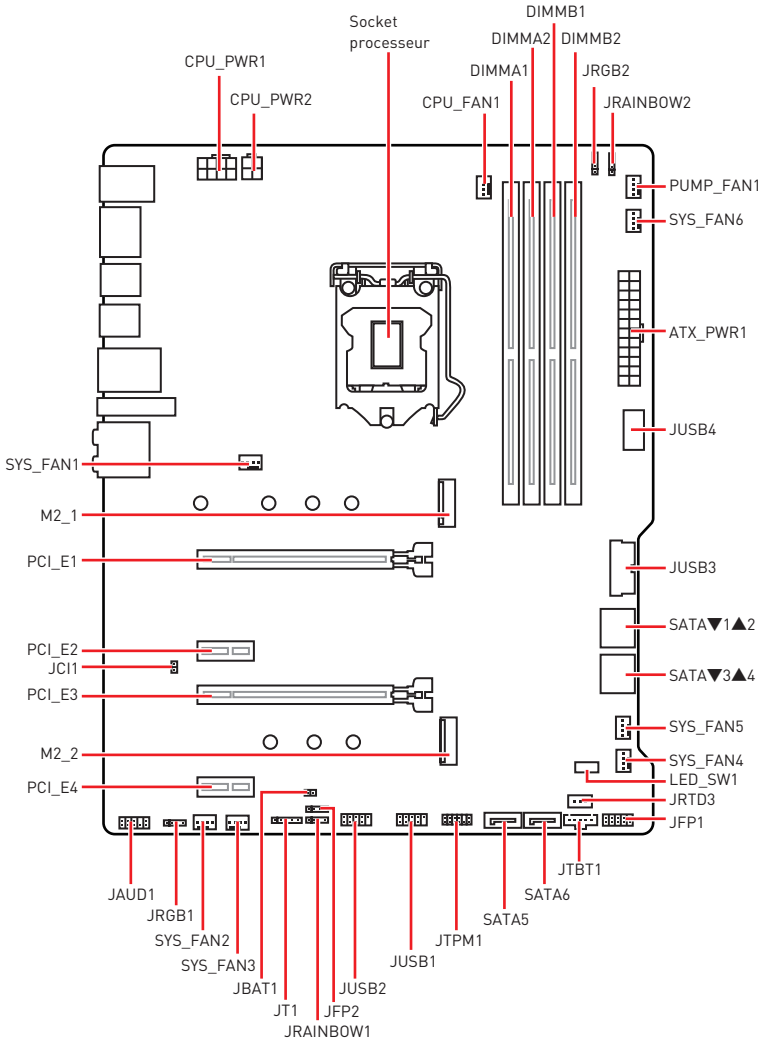 Socket
processeur
DIMMB1
DIMMA2
DIMMB2
DIMMA1
JRGB2
CPU_PWR1
CPU_PWR2
CPU_FAN1
JRAINBOW2
PUMP_FAN1
SYS_FAN6
ATX_PWR1
JUSB4
SYS_FAN1
M2_1
PCI_E1
JUSB3
SATA▼1▲2
PCI_E2
JCI1
SATA▼3▲4
PCI_E3
SYS_FAN5
M2_2
SYS_FAN4
LED_SW1
PCI_E4
JRTD3
JFP1
JTBT1
JAUD1
SATA6
JRGB1
SATA5
SYS_FAN2
JTPM1
SYS_FAN3
JUSB1
JBAT1
JUSB2
JT1
JFP2
JRAINBOW1